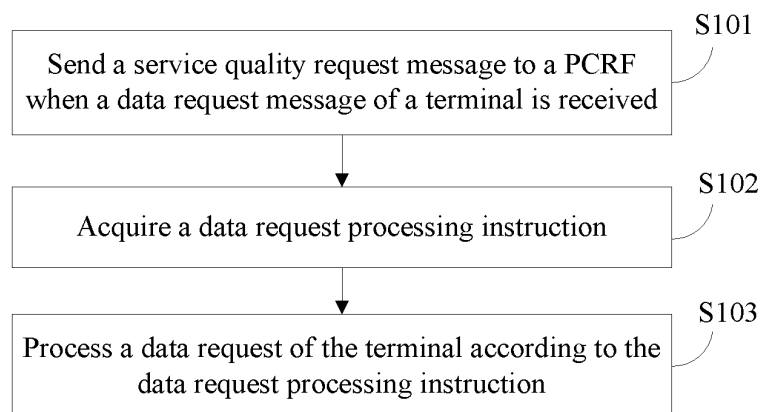 S101
Send a service quality request message to a PCRF
when a data request message of a terminal is received
S102
Acquire a data request processing instruction
S103
Process a data request of the terminal according to the
data request processing instruction